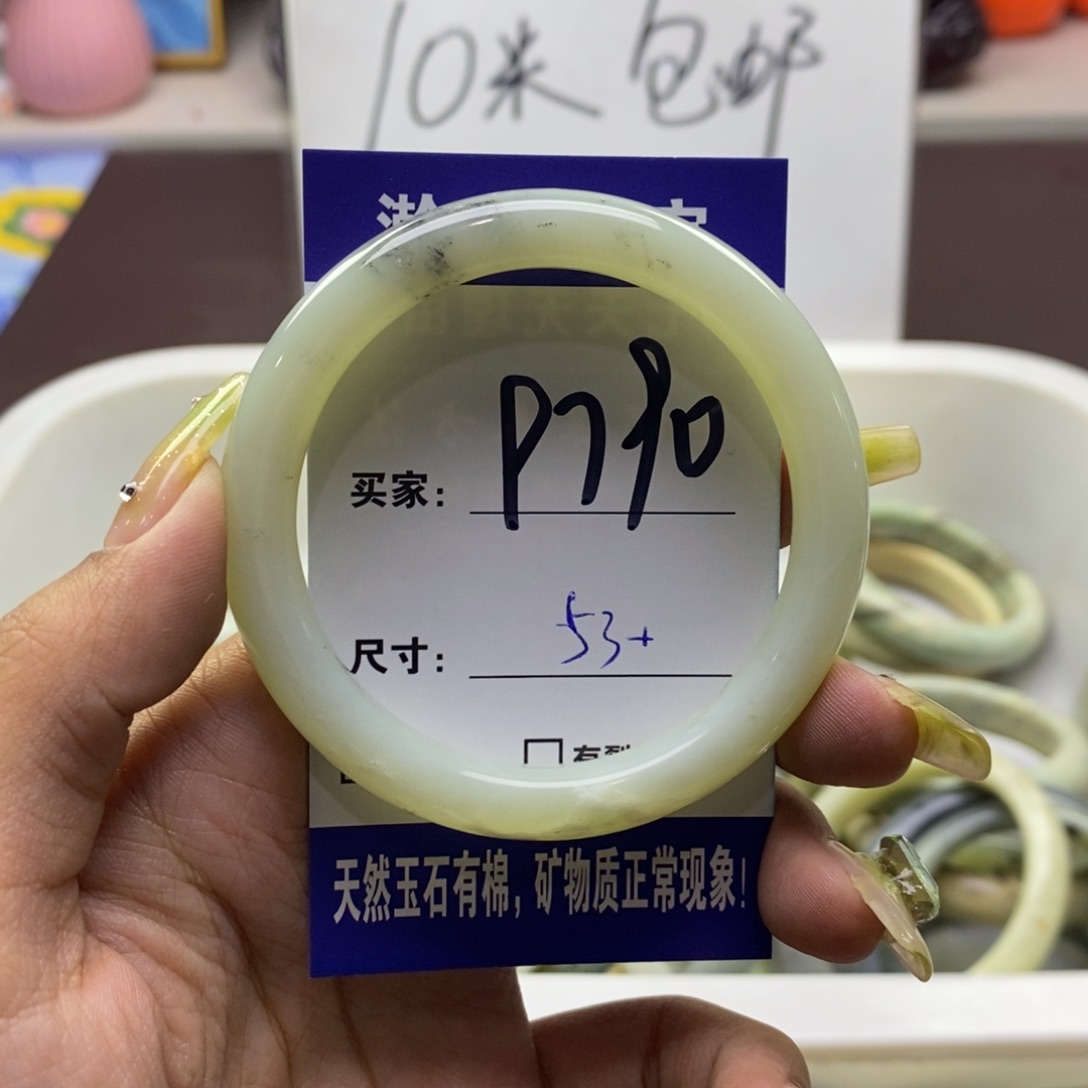 10米 包邮
买家: P790
尺寸: 53+
天然玉石有棉, 矿物质正常现象!